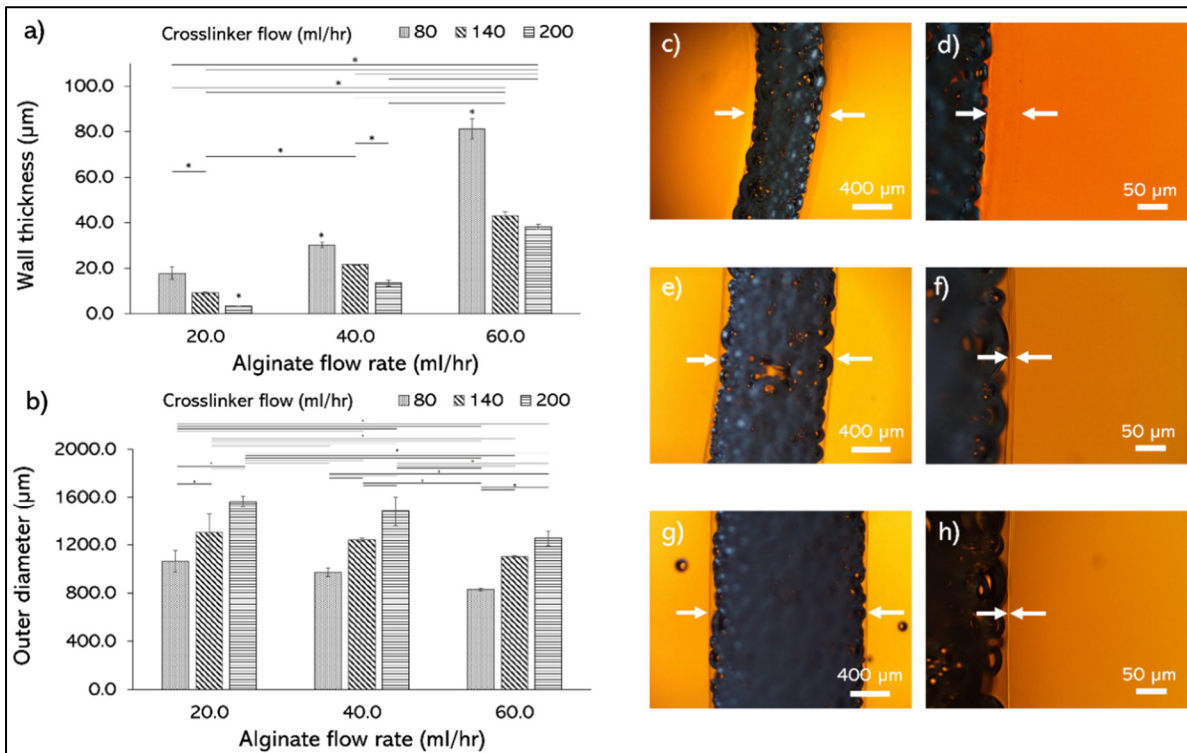 a)
Crosslinker flow (ml/hr) 80 140 200
Wall thickness (µm)
100.0
80.0
60.0
40.0
20.0
0.0
* * * * * * * *
20.0 40.0 60.0
Alginate flow rate (ml/hr)
b)
Crosslinker flow (ml/hr) 80 140 200
Outer diameter (µm)
2000.0
1600.0
1200.0
800.0
400.0
0.0
20.0 40.0 60.0
Alginate flow rate (ml/hr)
c)
400 µm
d)
50 µm
e)
400 µm
f)
50 µm
g)
400 µm
h)
50 µm